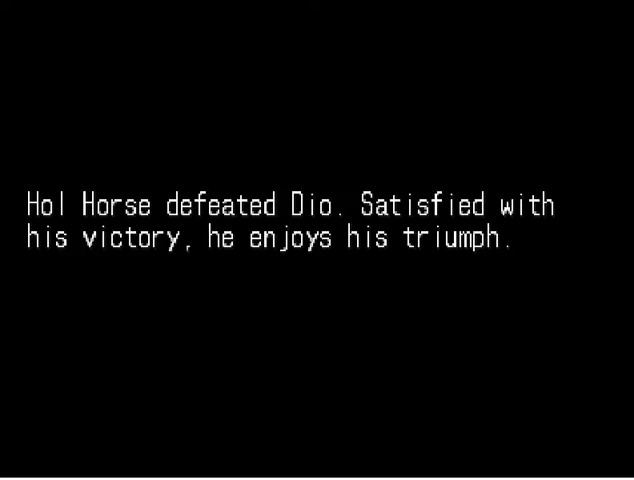 Hol Horse defeated Dio. Satisfied with
his victory, he enjoys his triumph.